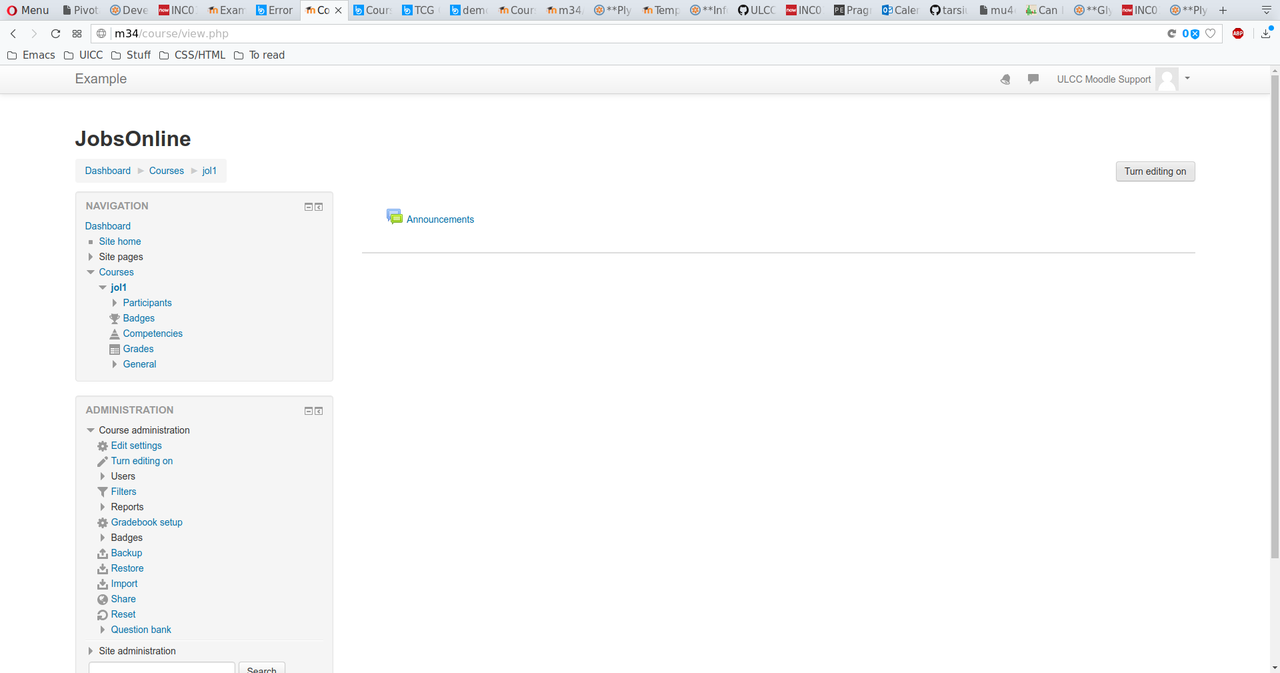 Menu Pivot Deve INC0 Exam Error Co Cour TCG demo Cour m34 **Ply Temp **Inf ULCC INC0 Prag Caler tarsi mu4 Can **Gly INC0 **Ply
m34/course/view.php 0 ABP
Emacs UICC Stuff CSS/HTML To read
Example ULCC Moodle Support
JobsOnline
Dashboard Courses jol1 Turn editing on
NAVIGATION
Dashboard
Site home
Site pages
Courses
jol1
Participants
Badges
Competencies
Grades
General
Announcements
ADMINISTRATION
Course administration
Edit settings
Turn editing on
Users
Filters
Reports
Gradebook setup
Badges
Backup
Restore
Import
Share
Reset
Question bank
Site administration
Search